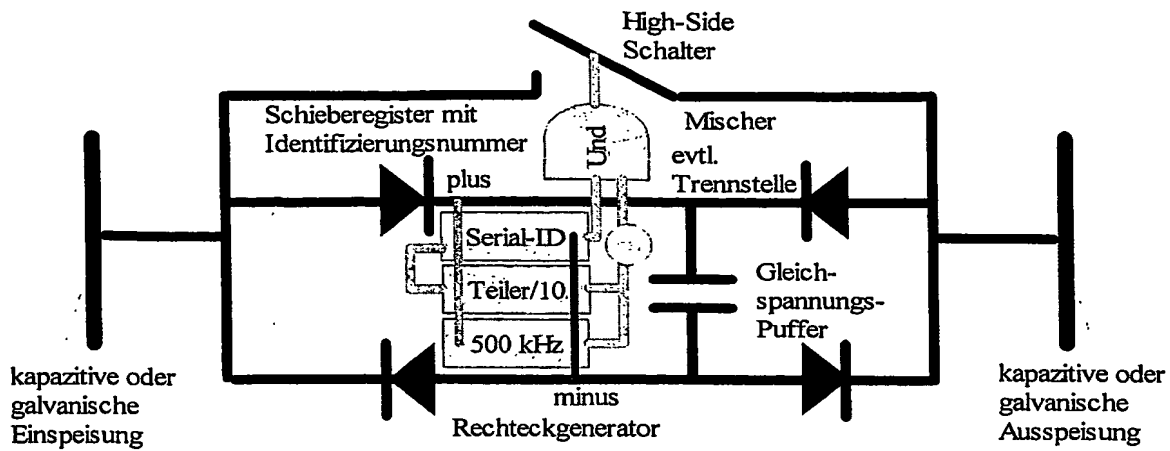 High-Side
Schalter
Schieberegister mit
Identifizierungsnummer
Und
Mischer
evtl.
Trennstelle
plus
Serial-ID
Teiler/10
500 kHz
Gleich-
spannungs-
Puffer
minus
Rechteckgenerator
kapazitive oder
galvanische
Einspeisung
kapazitive oder
galvanische
Ausspeisung